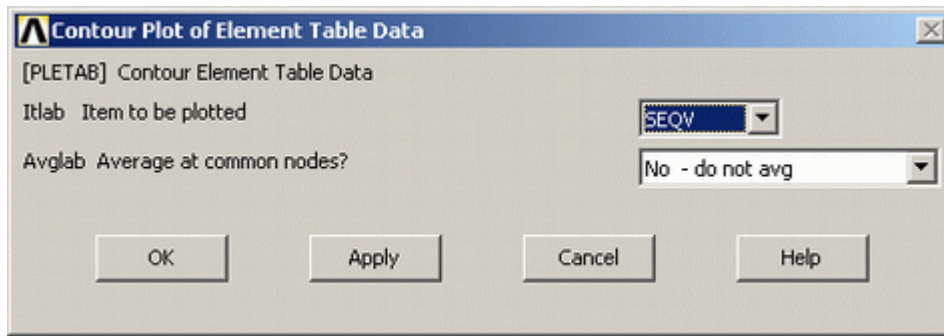 Contour Plot of Element Table Data
[PLETAB] Contour Element Table Data
Itlab Item to be plotted SEQV
Avglab Average at common nodes? No - do not avg
OK Apply Cancel Help